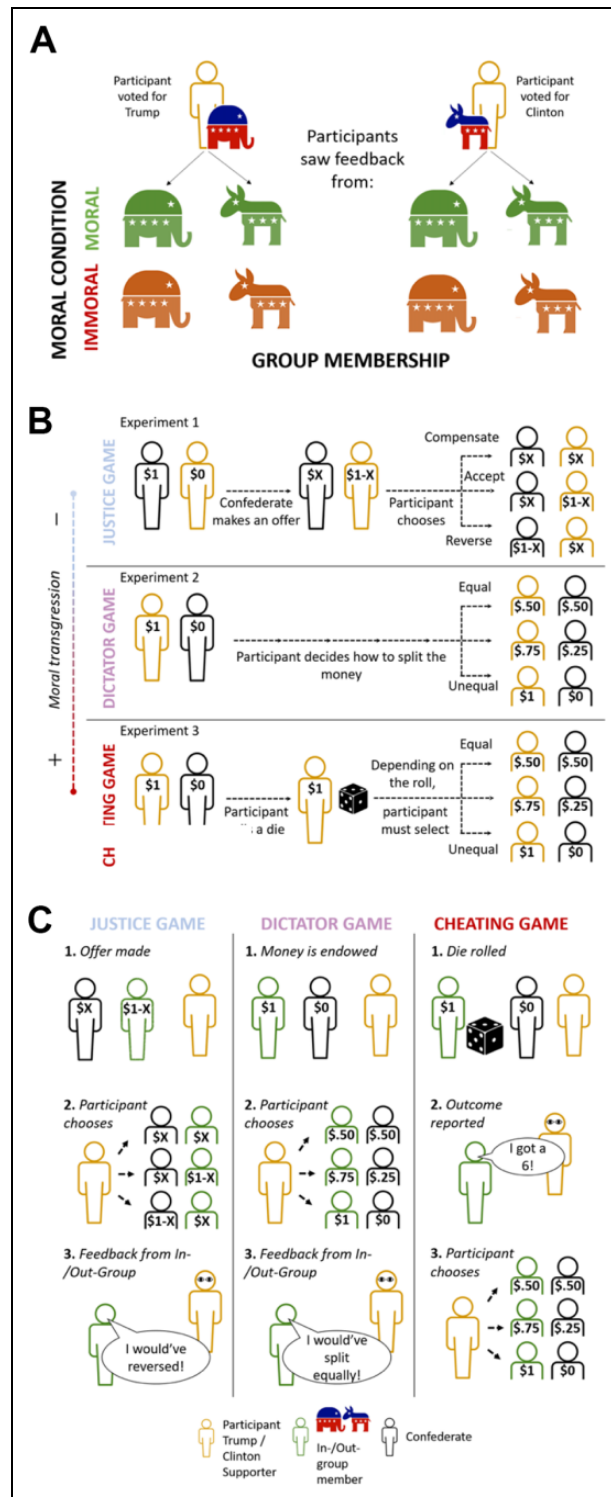 A
Participant
voted for
Trump
Participant
voted for
Clinton
Participants
saw feedback
from:
MORAL CONDITION
IMMORAL MORAL
GROUP MEMBERSHIP
B
Moral transgression
−
+
JUSTICE GAME
Experiment 1
$1 $0
Confederate
makes an offer
$X $1-X
Participant
chooses
Compensate
$X $X
Accept
$X $1-X
Reverse
$1-X $X
DICTATOR GAME
Experiment 2
$1 $0
Participant decides how to split the
money
Equal
$.50 $.50
$.75 $.25
Unequal
$1 $0
CH TING GAME
Experiment 3
$1 $0
Participant
a die
$1
Depending on
the roll,
participant
must select
Equal
$.50 $.50
$.75 $.25
Unequal
$1 $0
C
JUSTICE GAME
1. Offer made
$X $1-X
2. Participant
chooses
$X $X
$X $1-X
$1-X $X
3. Feedback from In-
/Out-Group
I would've
reversed!
DICTATOR GAME
1. Money is endowed
$1 $0
2. Participant
chooses
$.50 $.50
$.75 $.25
$1 $0
3. Feedback from In-
/Out-Group
I would've
split
equally!
CHEATING GAME
1. Die rolled
$1 $0
2. Outcome
reported
I got a
6!
3. Participant
chooses
$.50 $.50
$.75 $.25
$1 $0
Participant
Trump /
Clinton
Supporter
In-/Out-
group
member
Confederate